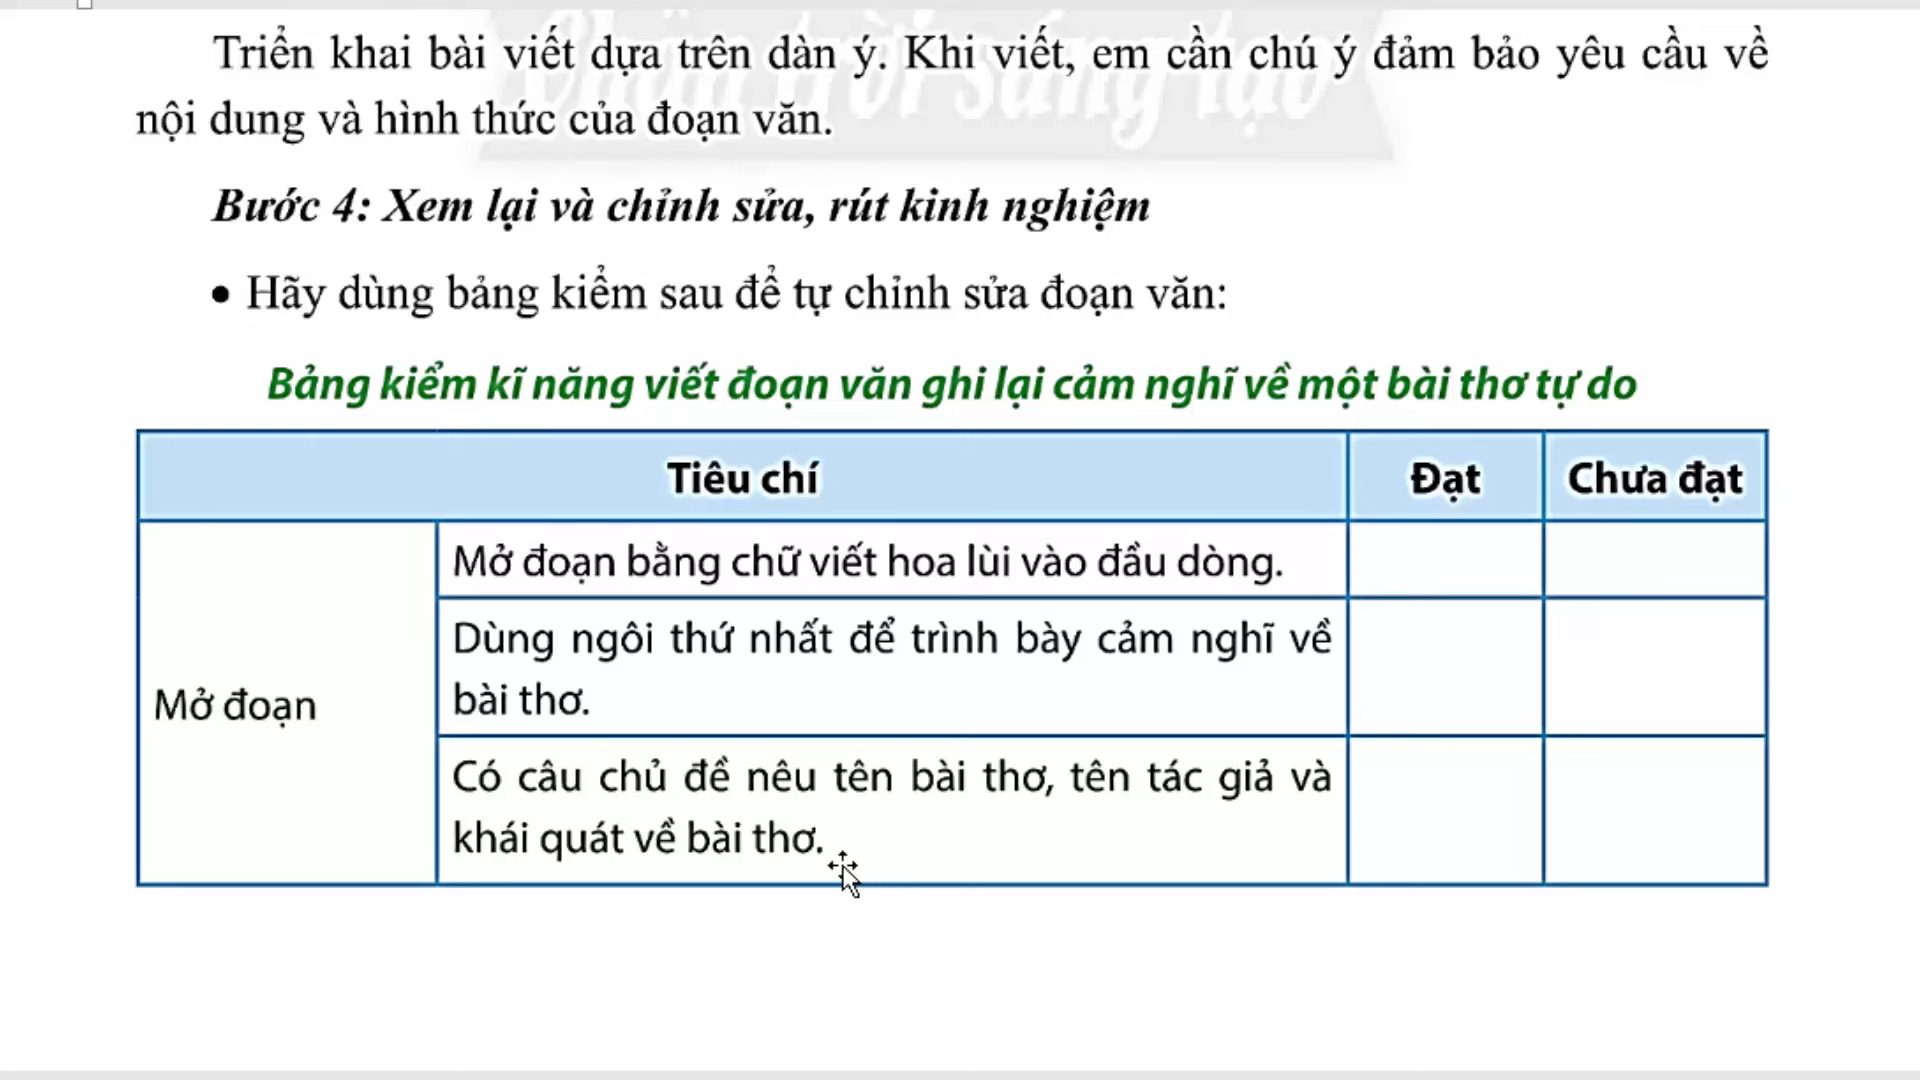 Chân trời sáng tạo
Triển khai bài viết dựa trên dàn ý. Khi viết, em cần chú ý đảm bảo yêu cầu về
nội dung và hình thức của đoạn văn.
Bước 4: Xem lại và chỉnh sửa, rút kinh nghiệm
• Hãy dùng bảng kiểm sau để tự chỉnh sửa đoạn văn:
Bảng kiểm kĩ năng viết đoạn văn ghi lại cảm nghĩ về một bài thơ tự do
Tiêu chí Đạt Chưa đạt
Mở đoạn
Mở đoạn bằng chữ viết hoa lùi vào đầu dòng.
Dùng ngôi thứ nhất để trình bày cảm nghĩ về
bài thơ.
Có câu chủ đề nêu tên bài thơ, tên tác giả và
khái quát về bài thơ.